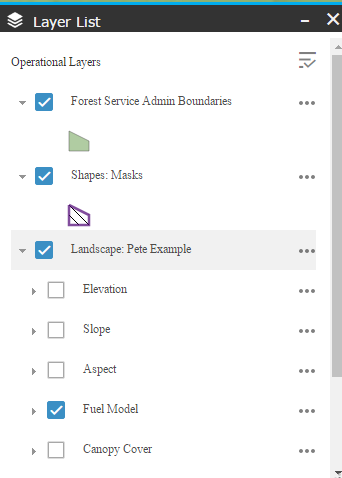 Layer List
Operational Layers
Forest Service Admin Boundaries
Shapes: Masks
Landscape: Pete Example
Elevation
Slope
Aspect
Fuel Model
Canopy Cover